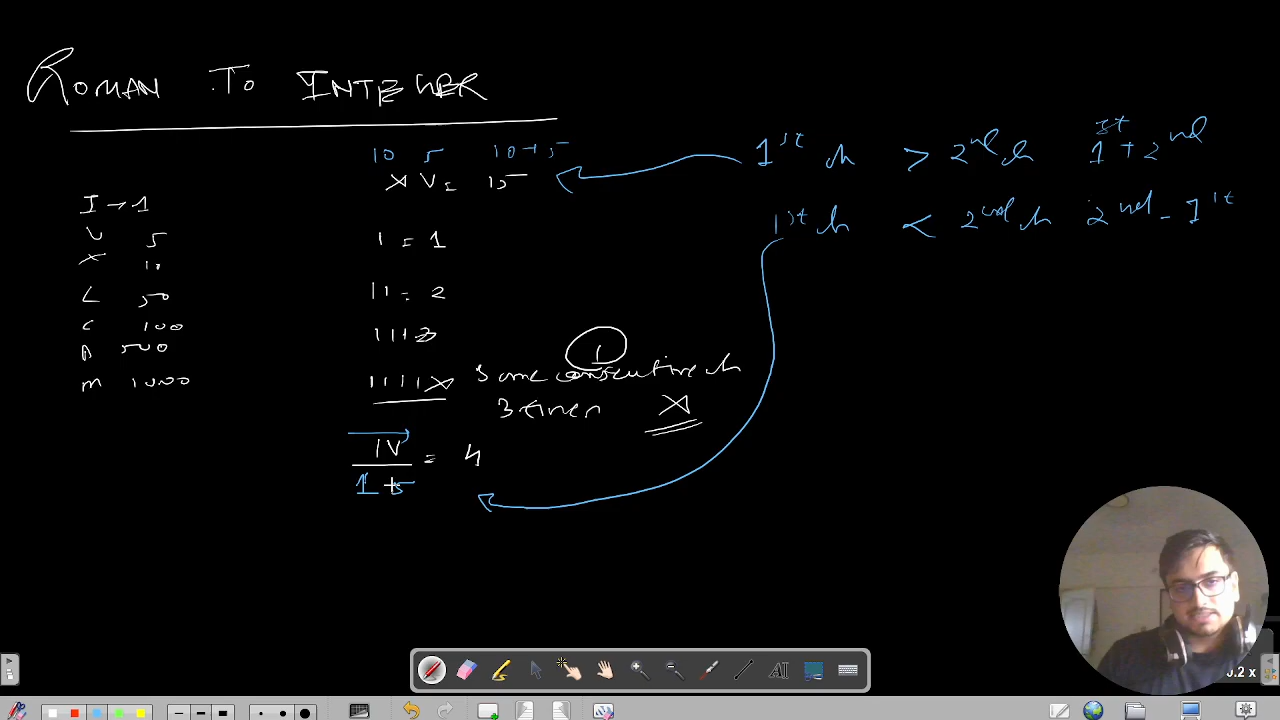 ROMAN TO INTEGER
I → 1
V 5
X 10
L 50
C 100
D 500
M 1000
10 5 10+5
XV = 15
I = 1
II = 2
III 3
IIII X
same consecutive ch
3 times X
1
IV = 4
1 5
1st ch > 2nd ch 1st + 2nd
1st ch < 2nd ch 2nd - 1st
AI